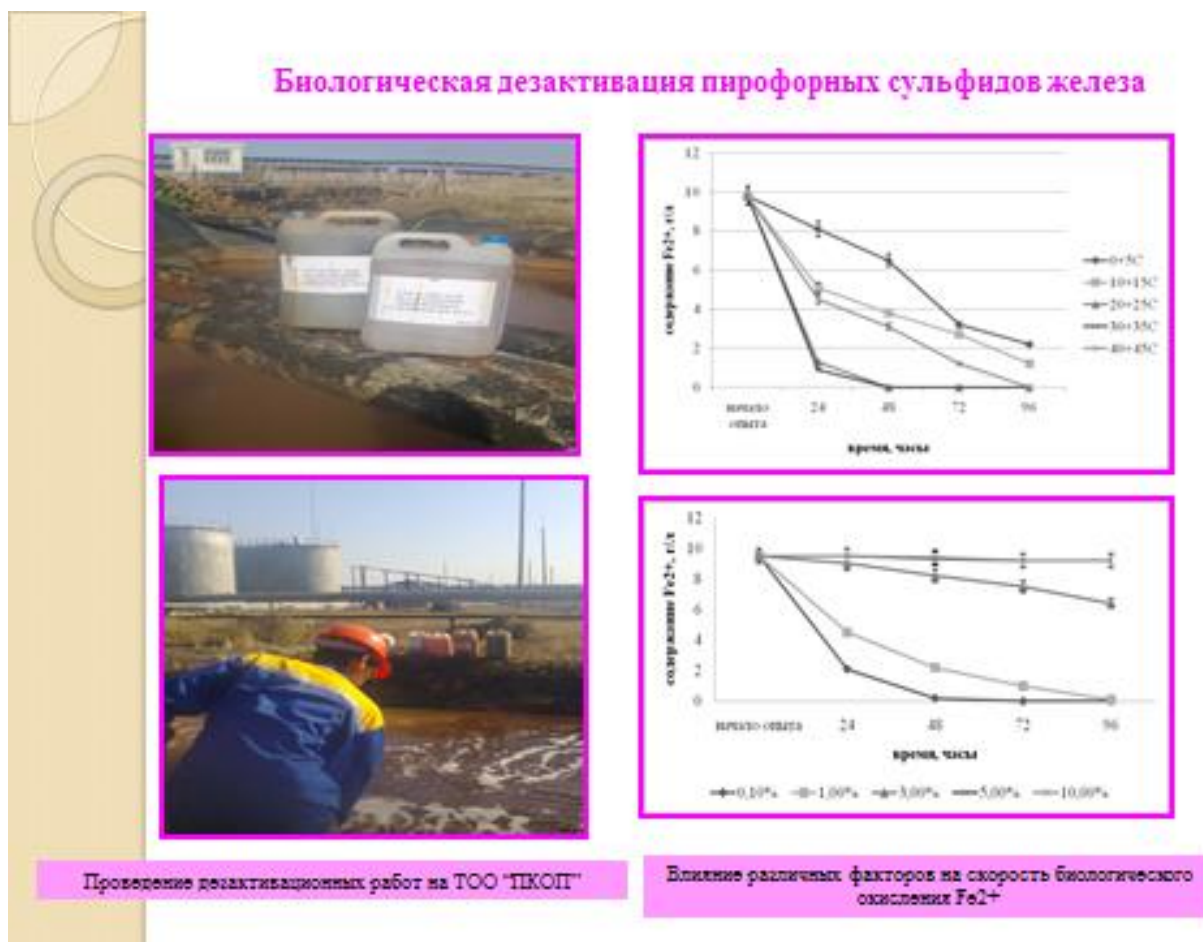 Биологическая дезактивация пирофорных сульфидов железа
12
10
8
6
4
2
0
содержание Fe2+, г/л
начало
опыта
24
48
72
96
время, часы
0+5С
10+15С
20+25С
30+35С
40+45С
12
10
8
6
4
2
0
содержание Fe2+, г/л
начало опыта
24
48
72
96
время, часы
0,10%
1,00%
3,00%
5,00%
10,00%
Проведение дезактивационных работ на ТОО "ПКОП"
Влияние различных факторов на скорость биологического
окисления Fe2+